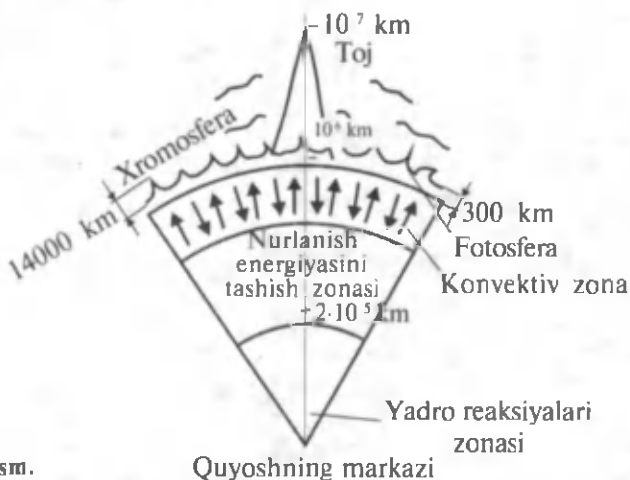 10⁷ km
Toj
Xromosfera
10⁶ km
14000 km
300 km
Fotosfera
Nurlanish
energiyasini
tashish zonasi
2·10⁵ km
Konvektiv zona
Yadro reaksiyalari
zonasi
sm.
Quyoshning markazi